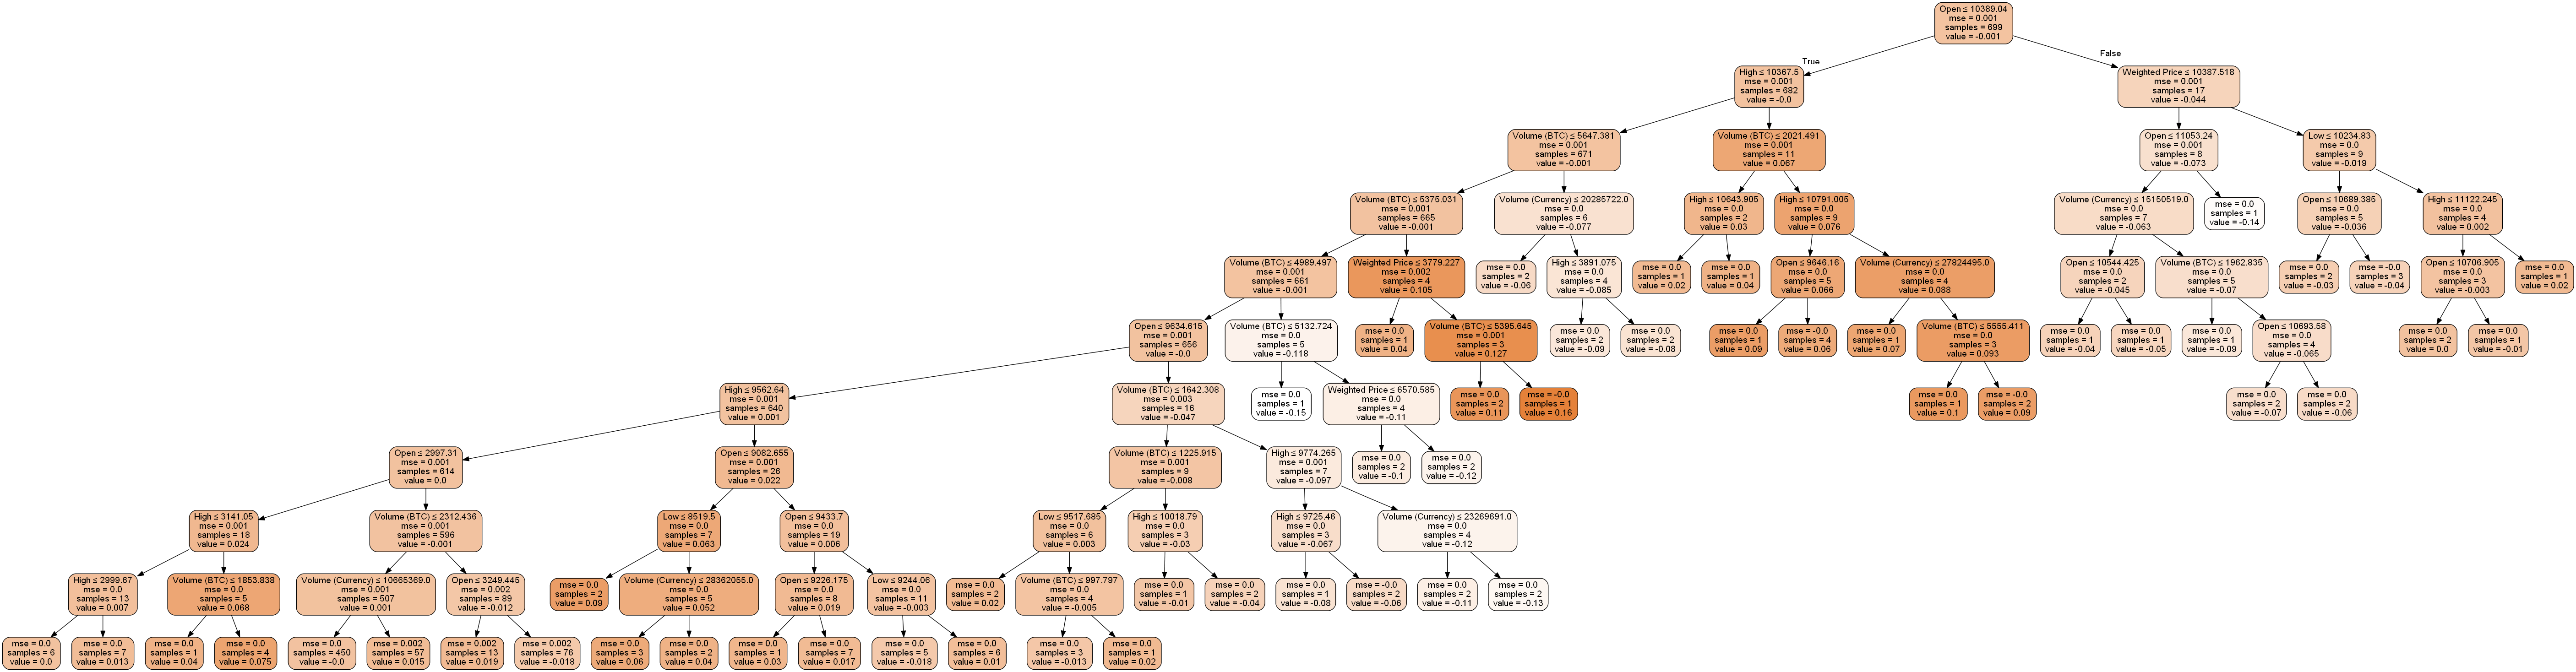 Open ≤ 10389.04
mse = 0.001
samples = 699
value = -0.001
True
False
High ≤ 10367.5
mse = 0.001
samples = 682
value = -0.0
Weighted Price ≤ 10387.518
mse = 0.001
samples = 17
value = -0.044
Volume (BTC) ≤ 5647.381
mse = 0.001
samples = 671
value = -0.001
Volume (BTC) ≤ 2021.491
mse = 0.001
samples = 11
value = 0.067
Open ≤ 11053.24
mse = 0.001
samples = 8
value = -0.073
Low ≤ 10234.83
mse = 0.0
samples = 9
value = -0.019
Volume (BTC) ≤ 5375.031
mse = 0.001
samples = 665
value = -0.001
Volume (Currency) ≤ 20285722.0
mse = 0.0
samples = 6
value = -0.077
High ≤ 10643.905
mse = 0.0
samples = 2
value = 0.03
High ≤ 10791.005
mse = 0.0
samples = 9
value = 0.076
Volume (Currency) ≤ 15150519.0
mse = 0.0
samples = 7
value = -0.063
mse = 0.0
samples = 1
value = -0.14
Open ≤ 10689.385
mse = 0.0
samples = 5
value = -0.036
High ≤ 11122.245
mse = 0.0
samples = 4
value = 0.002
Volume (BTC) ≤ 4989.497
mse = 0.001
samples = 661
value = -0.001
Weighted Price ≤ 3779.227
mse = 0.002
samples = 4
value = 0.105
mse = 0.0
samples = 2
value = -0.06
High ≤ 3891.075
mse = 0.0
samples = 4
value = -0.085
mse = 0.0
samples = 1
value = 0.02
mse = 0.0
samples = 1
value = 0.04
Open ≤ 9646.16
mse = 0.0
samples = 5
value = 0.066
Volume (Currency) ≤ 27824495.0
mse = 0.0
samples = 4
value = 0.088
Open ≤ 10544.425
mse = 0.0
samples = 2
value = -0.045
Volume (BTC) ≤ 1962.835
mse = 0.0
samples = 5
value = -0.07
mse = 0.0
samples = 2
value = -0.03
mse = -0.0
samples = 3
value = -0.04
Open ≤ 10706.905
mse = 0.0
samples = 3
value = -0.003
mse = 0.0
samples = 1
value = 0.02
Open ≤ 9634.615
mse = 0.001
samples = 656
value = -0.0
Volume (BTC) ≤ 5132.724
mse = 0.0
samples = 5
value = -0.118
mse = 0.0
samples = 1
value = 0.04
Volume (BTC) ≤ 5395.645
mse = 0.001
samples = 3
value = 0.127
mse = 0.0
samples = 2
value = -0.09
mse = 0.0
samples = 2
value = -0.08
mse = 0.0
samples = 1
value = 0.09
mse = -0.0
samples = 4
value = 0.06
mse = 0.0
samples = 1
value = 0.07
Volume (BTC) ≤ 5555.411
mse = 0.0
samples = 3
value = 0.093
mse = 0.0
samples = 1
value = -0.04
mse = 0.0
samples = 1
value = -0.05
mse = 0.0
samples = 1
value = -0.09
Open ≤ 10693.58
mse = 0.0
samples = 4
value = -0.065
mse = 0.0
samples = 2
value = 0.0
mse = 0.0
samples = 1
value = -0.01
High ≤ 9562.64
mse = 0.001
samples = 640
value = 0.001
Volume (BTC) ≤ 1642.308
mse = 0.003
samples = 16
value = -0.047
mse = 0.0
samples = 1
value = -0.15
Weighted Price ≤ 6570.585
mse = 0.0
samples = 4
value = -0.11
mse = 0.0
samples = 2
value = 0.11
mse = -0.0
samples = 1
value = 0.16
mse = 0.0
samples = 1
value = 0.1
mse = -0.0
samples = 2
value = 0.09
mse = 0.0
samples = 2
value = -0.07
mse = 0.0
samples = 2
value = -0.06
Open ≤ 2997.31
mse = 0.001
samples = 614
value = 0.0
Open ≤ 9082.655
mse = 0.001
samples = 26
value = 0.022
Volume (BTC) ≤ 1225.915
mse = 0.001
samples = 9
value = -0.008
High ≤ 9774.265
mse = 0.001
samples = 7
value = -0.097
mse = 0.0
samples = 2
value = -0.1
mse = 0.0
samples = 2
value = -0.12
High ≤ 3141.05
mse = 0.001
samples = 18
value = 0.024
Volume (BTC) ≤ 2312.436
mse = 0.001
samples = 596
value = -0.001
Low ≤ 8519.5
mse = 0.0
samples = 7
value = 0.063
Open ≤ 9433.7
mse = 0.0
samples = 19
value = 0.006
Low ≤ 9517.685
mse = 0.0
samples = 6
value = 0.003
High ≤ 10018.79
mse = 0.0
samples = 3
value = -0.03
High ≤ 9725.46
mse = 0.0
samples = 3
value = -0.067
Volume (Currency) ≤ 23269691.0
mse = 0.0
samples = 4
value = -0.12
High ≤ 2999.67
mse = 0.0
samples = 13
value = 0.007
Volume (BTC) ≤ 1853.838
mse = 0.0
samples = 5
value = 0.068
Volume (Currency) ≤ 10665369.0
mse = 0.001
samples = 507
value = 0.001
Open ≤ 3249.445
mse = 0.002
samples = 89
value = -0.012
mse = 0.0
samples = 2
value = 0.09
Volume (Currency) ≤ 28362055.0
mse = 0.0
samples = 5
value = 0.052
Open ≤ 9226.175
mse = 0.0
samples = 8
value = 0.019
Low ≤ 9244.06
mse = 0.0
samples = 11
value = -0.003
mse = 0.0
samples = 2
value = 0.02
Volume (BTC) ≤ 997.797
mse = 0.0
samples = 4
value = -0.005
mse = 0.0
samples = 1
value = -0.01
mse = 0.0
samples = 2
value = -0.04
mse = 0.0
samples = 1
value = -0.08
mse = -0.0
samples = 2
value = -0.06
mse = 0.0
samples = 2
value = -0.11
mse = 0.0
samples = 2
value = -0.13
mse = 0.0
samples = 6
value = 0.0
mse = 0.0
samples = 7
value = 0.013
mse = 0.0
samples = 1
value = 0.04
mse = 0.0
samples = 4
value = 0.075
mse = 0.0
samples = 450
value = -0.0
mse = 0.002
samples = 57
value = 0.015
mse = 0.002
samples = 13
value = 0.019
mse = 0.002
samples = 76
value = -0.018
mse = 0.0
samples = 3
value = 0.06
mse = 0.0
samples = 2
value = 0.04
mse = 0.0
samples = 1
value = 0.03
mse = 0.0
samples = 7
value = 0.017
mse = 0.0
samples = 5
value = -0.018
mse = 0.0
samples = 6
value = 0.01
mse = 0.0
samples = 3
value = -0.013
mse = 0.0
samples = 1
value = 0.02